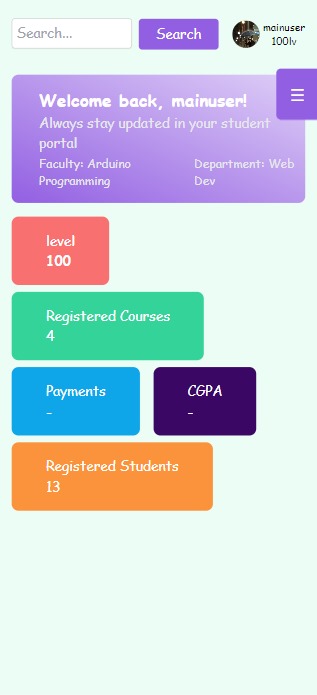 Search...
Search
mainuser
100lv
☰
Welcome back, mainuser!
Always stay updated in your student
portal
Faculty: Arduino
Programming
Department: Web
Dev
level
100
Registered Courses
4
Payments
-
CGPA
-
Registered Students
13